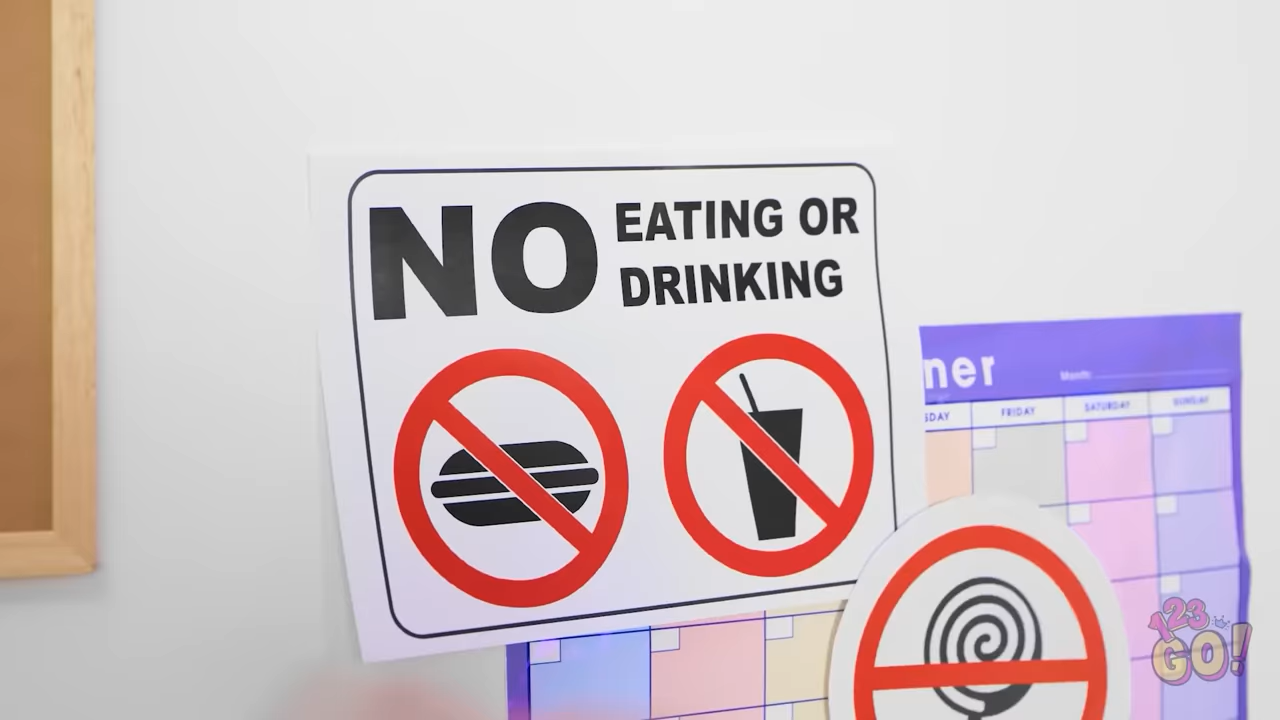 NO EATING OR
DRINKING
ner
Month:
SDAY FRIDAY SATURDAY SUNDAY
123
GO!